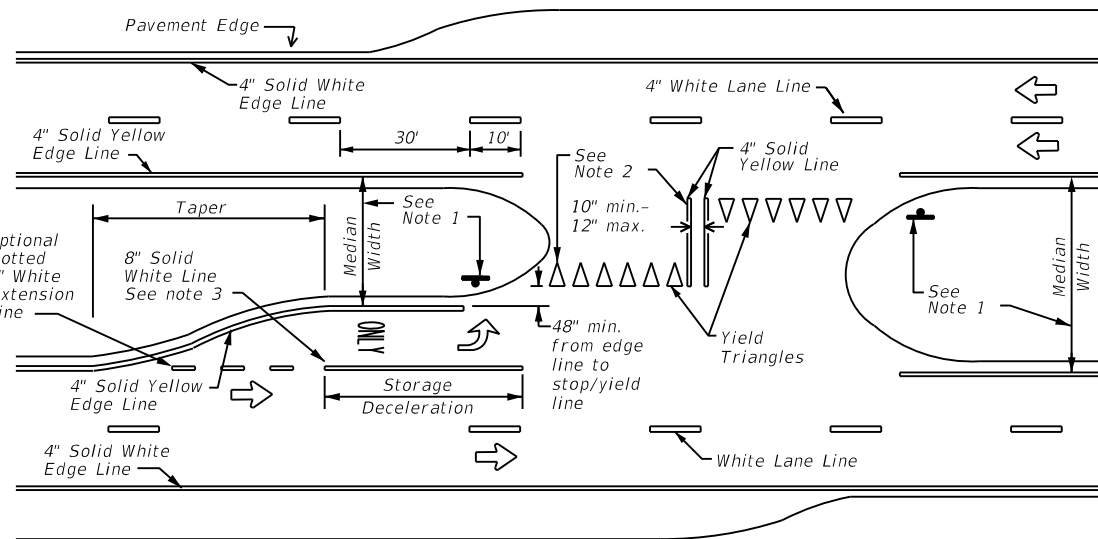 Pavement Edge
4" Solid White
Edge Line
4" White Lane Line
4" Solid Yellow
Edge Line
30'
10'
See
Note 2
4" Solid
Yellow Line
Taper
See
Note 1
Median
Width
10" min.–
12" max.
ptional
otted
" White
xtension
ine
8" Solid
White Line
See note 3
ONLY
48" min.
from edge
line to
stop/yield
line
Yield
Triangles
See
Note 1
Median
Width
4" Solid Yellow
Edge Line
Storage
Deceleration
4" Solid White
Edge Line
White Lane Line